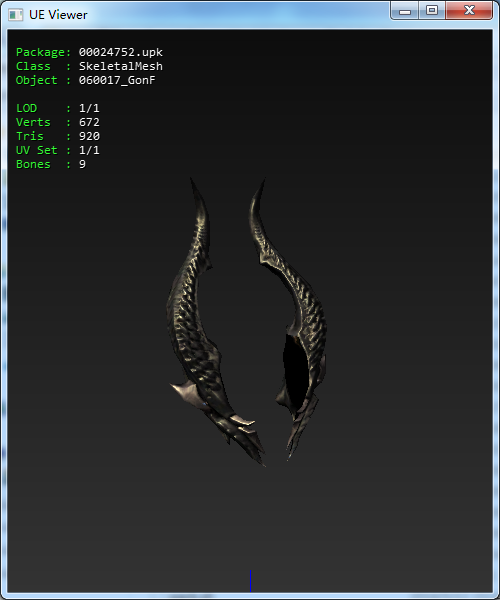 UE Viewer
Package: 00024752.upk
Class : SkeletalMesh
Object : 060017_GonF
LOD : 1/1
Verts : 672
Tris : 920
UV Set : 1/1
Bones : 9